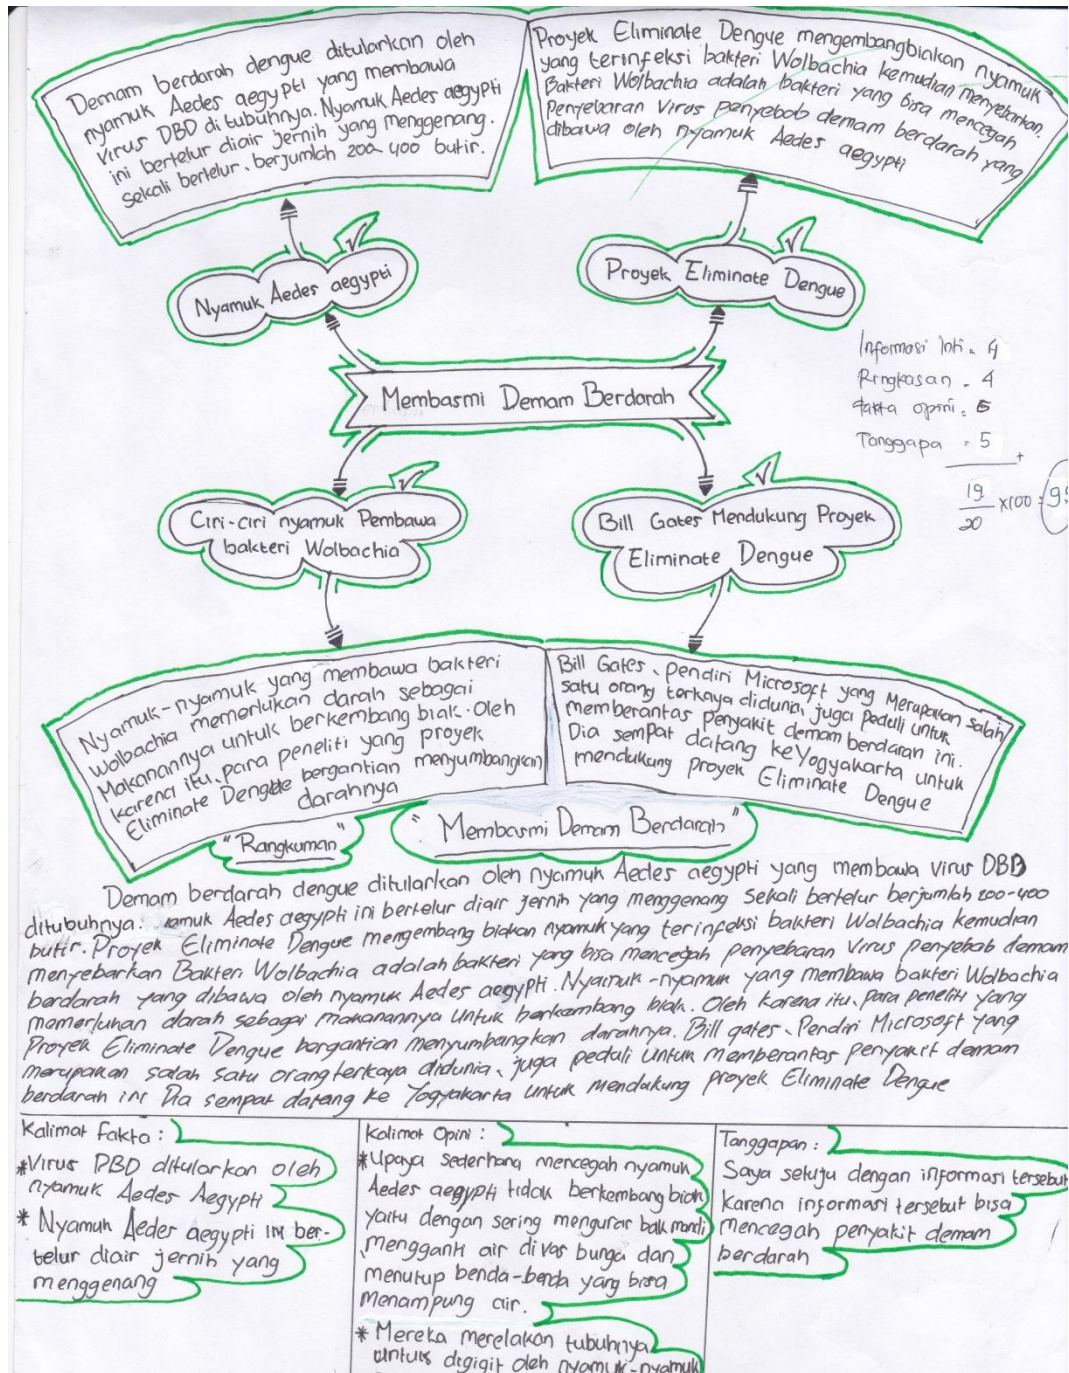 Demam berdarah dengue ditularkan oleh
nyamuk Aedes aegypti yang membawa
Virus DBD ditubuhnya. Nyamuk Aedes aegypti
ini bertelur diair jernih yang menggenang.
sekali bertelur, berjumlah 200-400 butir.
Proyek Eliminate Dengue mengembangbiakan nyamuk
yang terinfeksi bakteri Wolbachia kemudian menyebarkan.
Bakteri Wolbachia adalah bakteri yang bisa mencegah
Penyebaran Virus penyebab demam berdarah yang
dibawa oleh nyamuk Aedes aegypti
Nyamuk Aedes aegypti
Proyek Eliminate Dengue
Membasmi Demam Berdarah
Informasi Inti = 4
Ringkasan = 4
fakta opini = 5
Tanggapa = 5
+
19
20
x100 = 95
Ciri-ciri nyamuk Pembawa
bakteri Wolbachia
Bill Gates Mendukung Proyek
Eliminate Dengue
Nyamuk-nyamuk yang membawa bakteri
Wolbachia memerlukan darah sebagai
Makanannya untuk berkembang biak. Oleh
karena itu, para peneliti yang proyek
Eliminate Dengue bergantian menyumbangkan
darahnya
Bill Gates, Pendiri Microsoft yang Merupakan salah
satu orang terkaya didunia, juga peduli untuk
memberantas penyakit demam berdarah ini.
Dia sempat datang keYogyakarta untuk
mendukung proyek Eliminate Dengue
"Rangkuman"
"Membasmi Demam Berdarah"
Demam berdarah dengue ditularkan oleh nyamuk Aedes aegypti yang membawa virus DBD
ditubuhnya. amuk Aedes aegypti ini bertelur diair jernih yang menggenang sekali bertelur berjumlah 200-400
butir. Proyek Eliminate Dengue mengembang biakan nyamuk yang terinfeksi bakteri Wolbachia kemudian
menyebarkan Bakteri Wolbachia adalah bakteri yang bisa mencegah penyebaran Virus penyebab demam
berdarah yang dibawa oleh nyamuk Aedes aegypti. Nyamuk-nyamuk yang membawa bakteri Wolbachia
memerlukan darah sebagai makanannya untuk berkembang biak. Oleh karena itu, para peneliti yang
Proyek Eliminate Dengue bergantian menyumbangkan darahnya. Bill gates, Pendiri Microsoft yang
merupakan salah satu orang terkaya didunia, juga peduli untuk memberantas penyakit demam
berdarah ini Dia sempat datang ke Yogyakarta untuk mendukung proyek Eliminate Dengue
Kalimat Fakta :
*Virus DBD ditularkan oleh
nyamuk Aedes Aegypti
* Nyamuk Aedes aegypti ini ber-
telur diair jernih yang
menggenang
Kalimat Opini :
*Upaya sederhana mencegah nyamuk
Aedes aegypti tidak berkembang biak
yaitu dengan sering menguras bak mandi
, mengganti air divas bunga dan
menutup benda-benda yang bisa
menampung air.
* Mereka merelakan tubuhnya
untuk digigit oleh nyamuk-nyamuk
Tanggapan :
Saya setuju dengan informasi tersebut
Karena informasi tersebut bisa
mencegah penyakit demam
berdarah